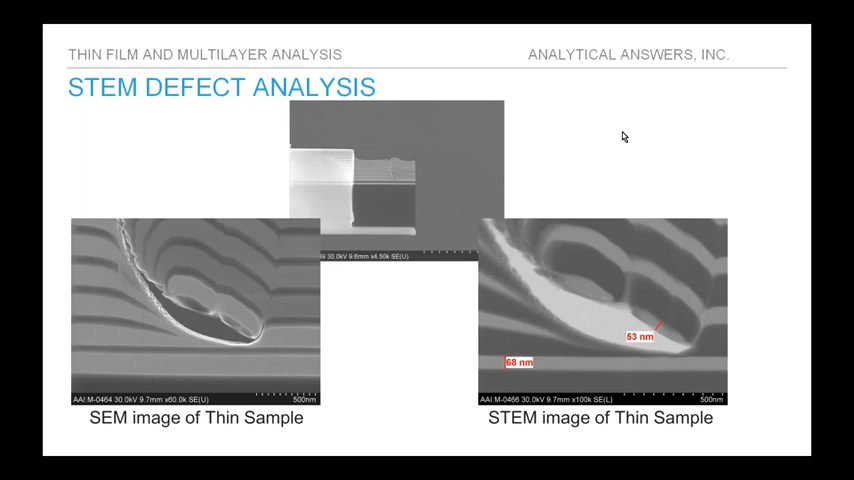 THIN FILM AND MULTILAYER ANALYSIS
ANALYTICAL ANSWERS, INC.
STEM DEFECT ANALYSIS
30.0kV 9.6mm x4.50k SE(U)
53 nm
68 nm
AAI:M-0464 30.0kV 9.7mm x60.0k SE(U)
500nm
AAI:M-0466 30.0kV 9.7mm x100k SE(L)
500nm
SEM image of Thin Sample
STEM image of Thin Sample